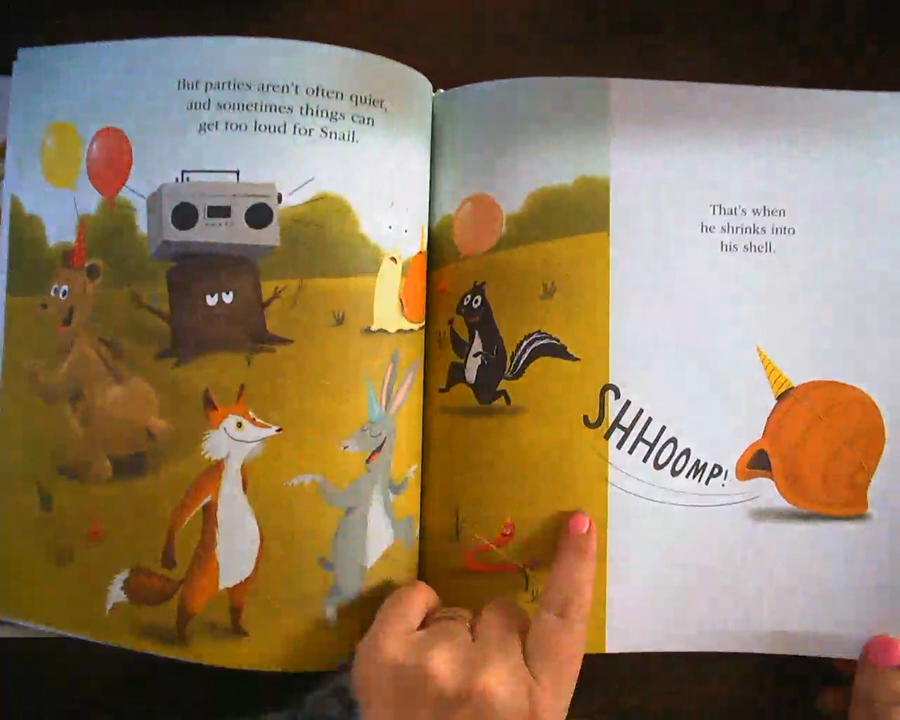 But parties aren't often quiet,
and sometimes things can
get too loud for Snail.
That's when
he shrinks into
his shell.
SHHOOMP!